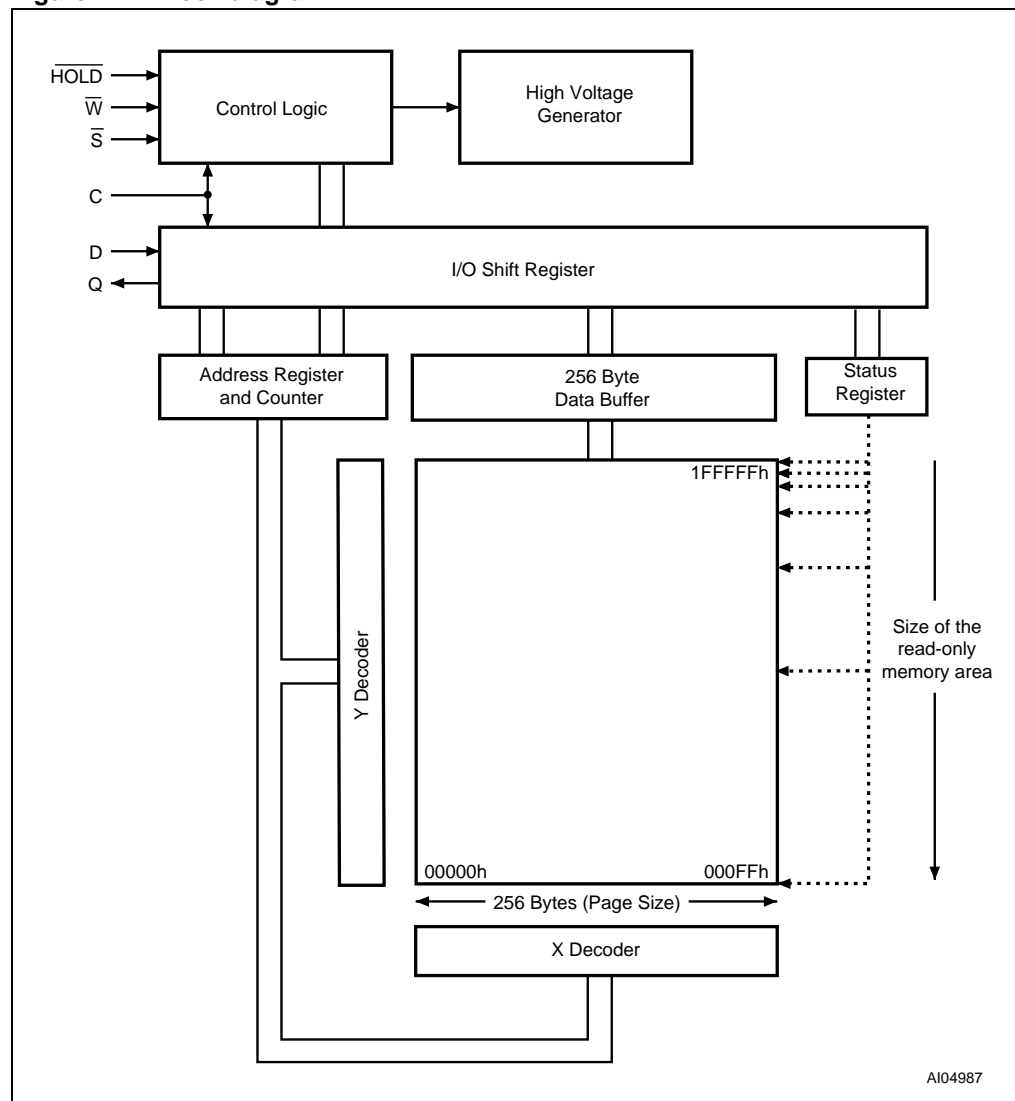 HOLD
W
S
C
D
Q
Control Logic
High Voltage
Generator
I/O Shift Register
Address Register
and Counter
256 Byte
Data Buffer
Status
Register
1FFFFFh
Y Decoder
Size of the
read-only
memory area
00000h
000FFh
256 Bytes (Page Size)
X Decoder
AI04987